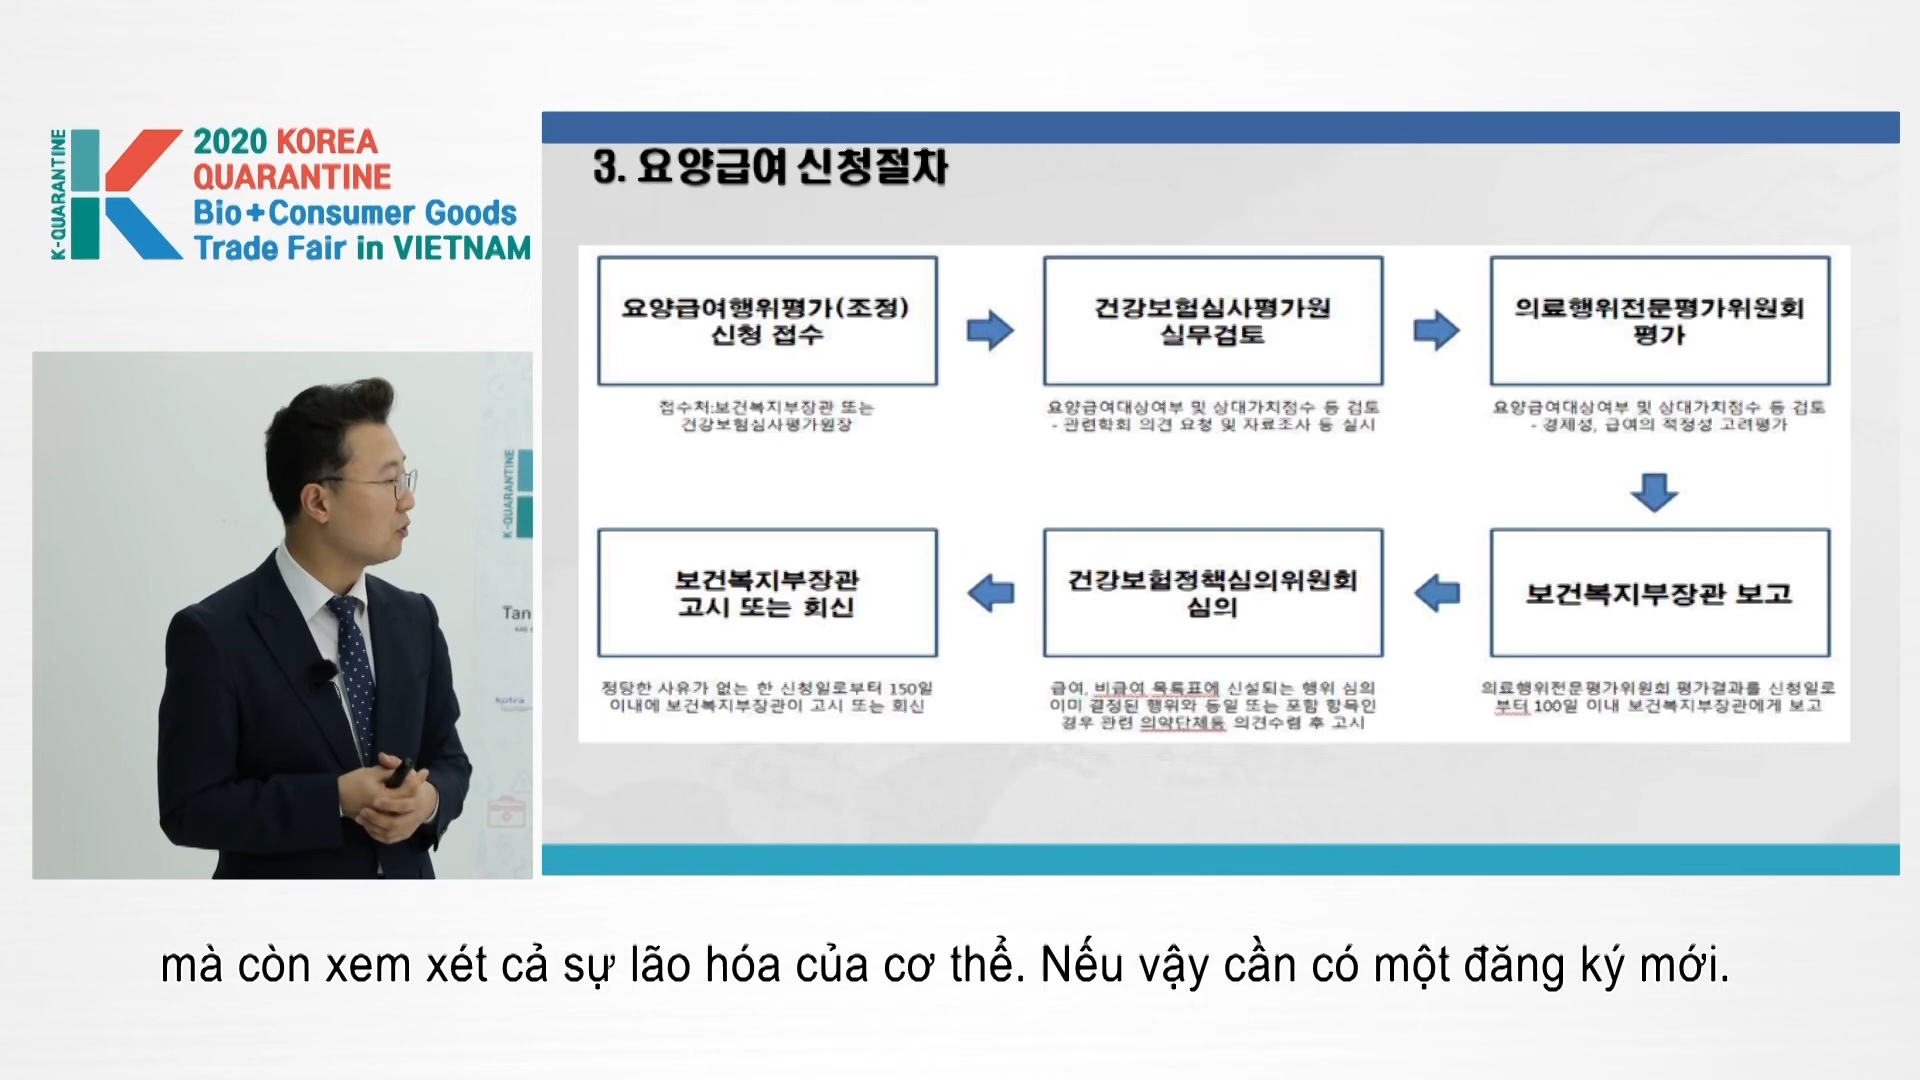 K-QUARANTINE
2020 KOREA
QUARANTINE
Bio+Consumer Goods
Trade Fair in VIETNAM
3. 요양급여 신청절차
요양급여행위평가(조정)
신청 접수
접수처:보건복지부장관 또는
건강보험심사평가원장
건강보험심사평가원
실무검토
요양급여대상여부 및 상대가치점수 등 검토
- 관련학회 의견 요청 및 자료조사 등 실시
의료행위전문평가위원회
평가
요양급여대상여부 및 상대가치점수 등 검토
- 경제성, 급여의 적정성 고려평가
보건복지부장관
고시 또는 회신
정당한 사유가 없는 한 신청일로부터 150일
이내에 보건복지부장관이 고시 또는 회신
건강보험정책심의위원회
심의
급여, 비급여 목록표에 신설되는 행위 심의
이미 결정된 행위와 동일 또는 포함 항목인
경우 관련 의약단체등 의견수렴 후 고시
보건복지부장관 보고
의료행위전문평가위원회 평가결과를 신청일로
부터 100일 이내 보건복지부장관에게 보고
K-QUARANTINE
Tan
kotra
mà còn xem xét cả sự lão hóa của cơ thể. Nếu vậy cần có một đăng ký mới.